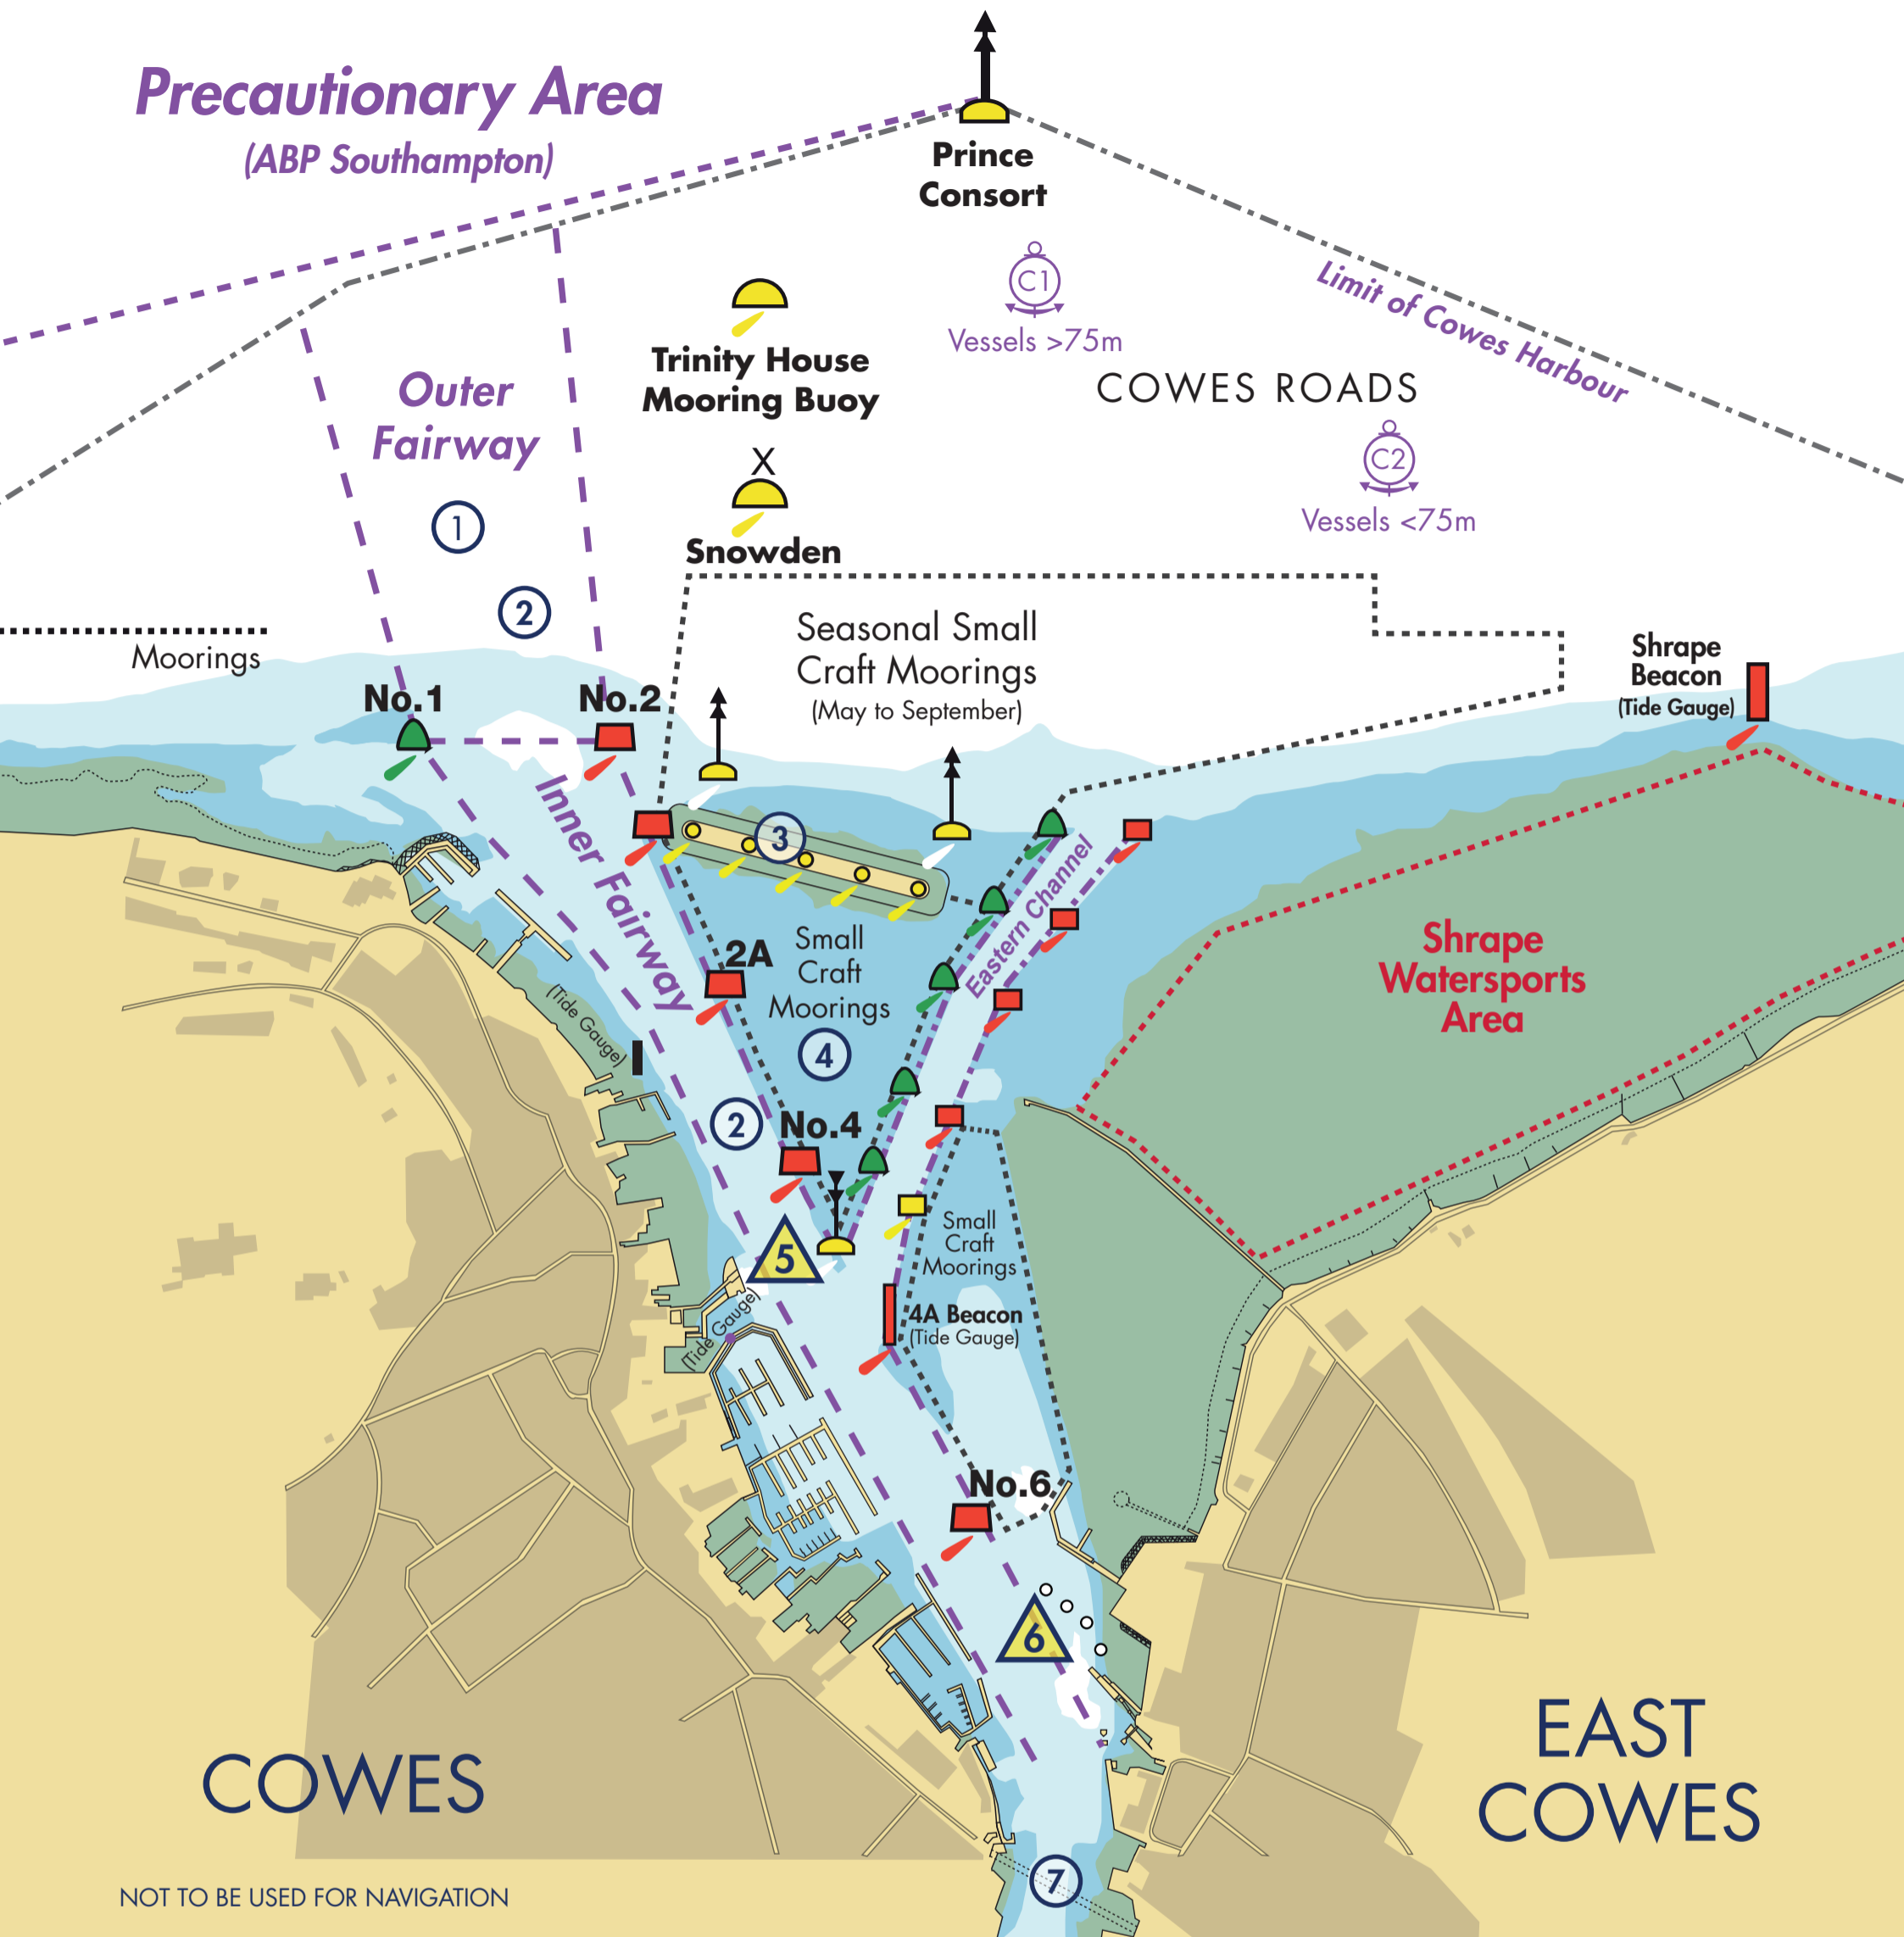 Precautionary Area
(ABP Southampton)
Prince
Consort
C1
Vessels >75m
Limit of Cowes Harbour
Trinity House
Mooring Buoy
COWES ROADS
Outer
Fairway
C2
Vessels <75m
X
Snowden
1
2
Moorings
Seasonal Small
Craft Moorings
(May to September)
Shrape
Beacon
(Tide Gauge)
No.1
No.2
Inner Fairway
3
Eastern Channel
2A
Small
Craft
Moorings
4
Shrape
Watersports
Area
(Tide Gauge)
2
No.4
5
Small
Craft
Moorings
(Tide Gauge)
4A Beacon
(Tide Gauge)
No.6
6
COWES
EAST
COWES
7
NOT TO BE USED FOR NAVIGATION